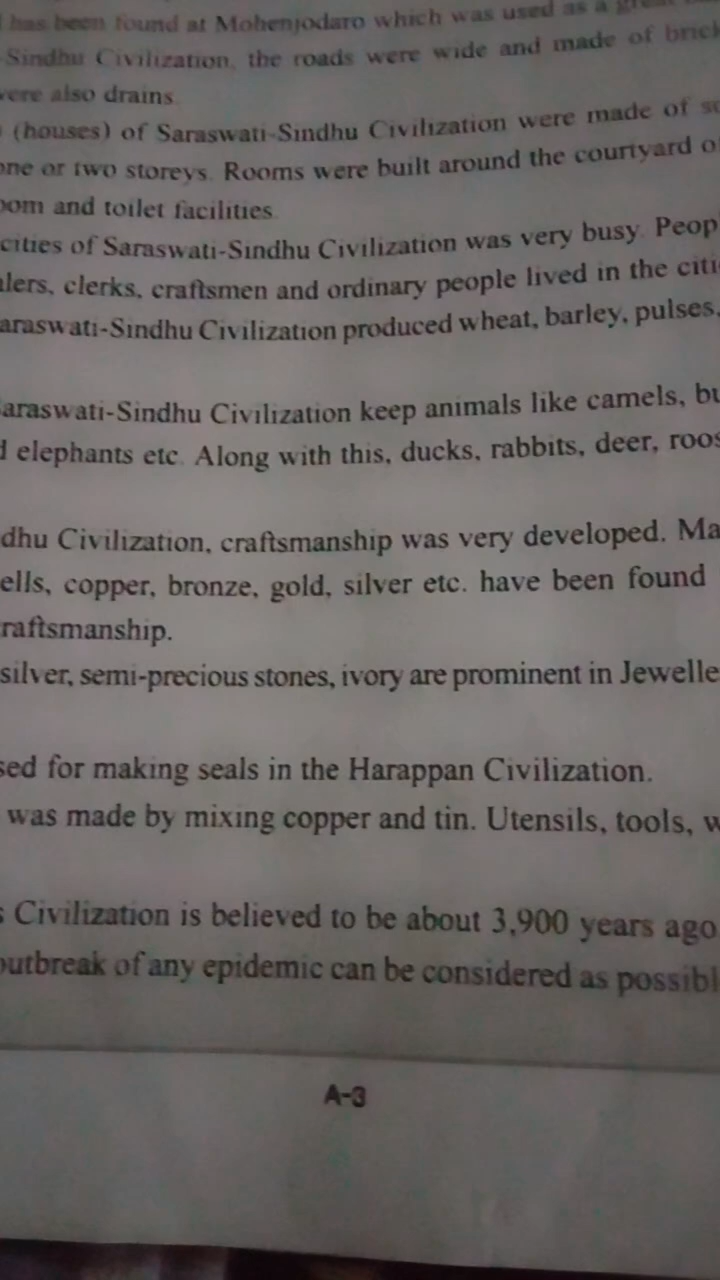 has been found at Mohenjodaro which was used as a great
-Sindhu Civilization, the roads were wide and made of brick
were also drains.
(houses) of Saraswati-Sindhu Civilization were made of
one or two storeys. Rooms were built around the courtyard
oom and toilet facilities.
cities of Saraswati-Sindhu Civilization was very busy. Peop
lers, clerks, craftsmen and ordinary people lived in the citi
araswati-Sindhu Civilization produced wheat, barley, pulses,
araswati-Sindhu Civilization keep animals like camels, bu
d elephants etc. Along with this, ducks, rabbits, deer, roos
dhu Civilization, craftsmanship was very developed. Ma
ells, copper, bronze, gold, silver etc. have been found
raftsmanship.
silver, semi-precious stones, ivory are prominent in Jewelle
sed for making seals in the Harappan Civilization.
was made by mixing copper and tin. Utensils, tools, w
s Civilization is believed to be about 3,900 years ago
outbreak of any epidemic can be considered as possibl
A-3